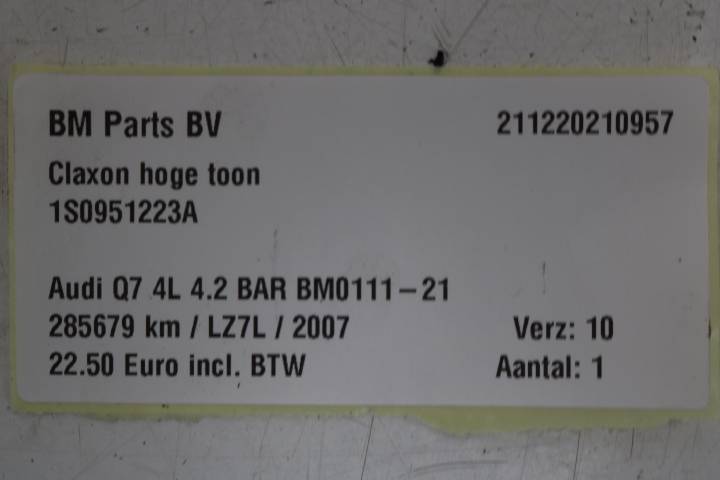 BM Parts BV 211220210957
Claxon hoge toon
1S0951223A
Audi Q7 4L 4.2 BAR BM0111-21
285679 km / LZ7L / 2007 Verz: 10
22.50 Euro incl. BTW Aantal: 1